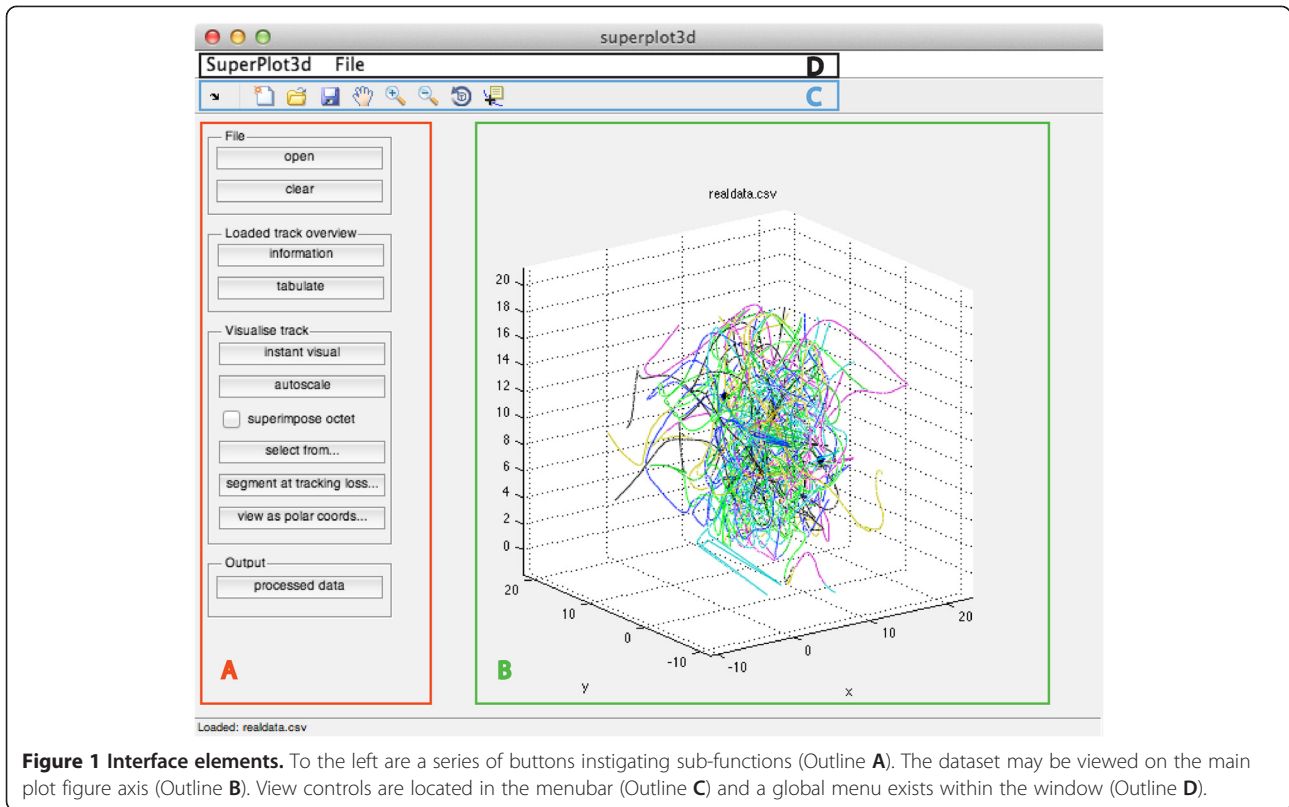 superplot3d
SuperPlot3d File
D
C
File
open
clear
Loaded track overview
information
tabulate
Visualise track
instant visual
autoscale
superimpose octet
select from...
segment at tracking loss...
view as polar coords...
Output
processed data
A
realdata.csv
20
18
16
14
12
10
8
6
4
2
0
20
10
0
-10
y
-10
0
10
20
x
B
Loaded: realdata.csv
Figure 1 Interface elements. To the left are a series of buttons instigating sub-functions (Outline A). The dataset may be viewed on the main
plot figure axis (Outline B). View controls are located in the menubar (Outline C) and a global menu exists within the window (Outline D).